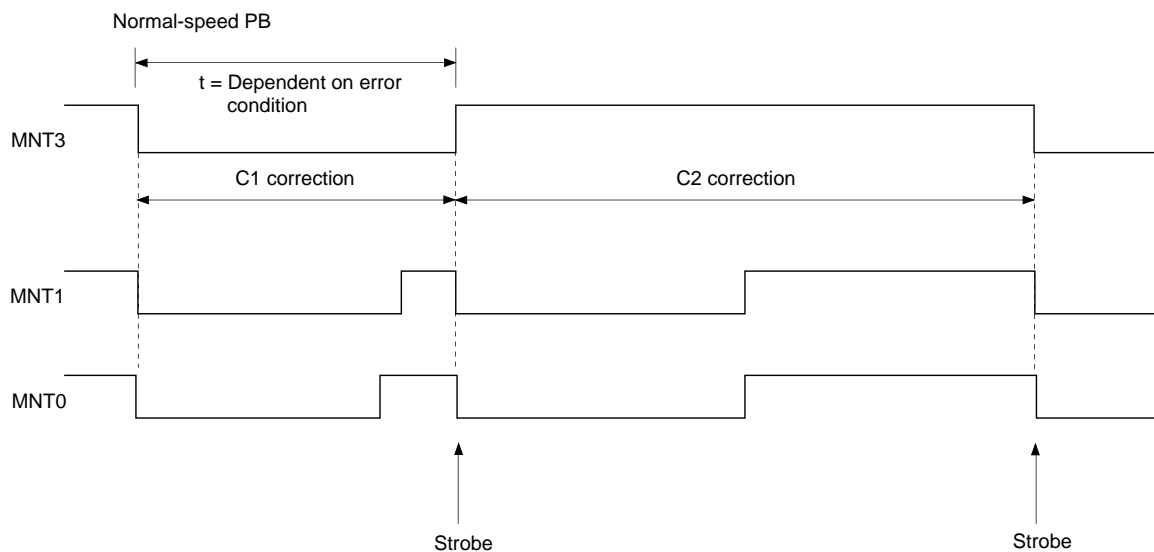 Normal-speed PB
t = Dependent on error
condition
MNT3
C1 correction
C2 correction
MNT1
MNT0
Strobe
Strobe